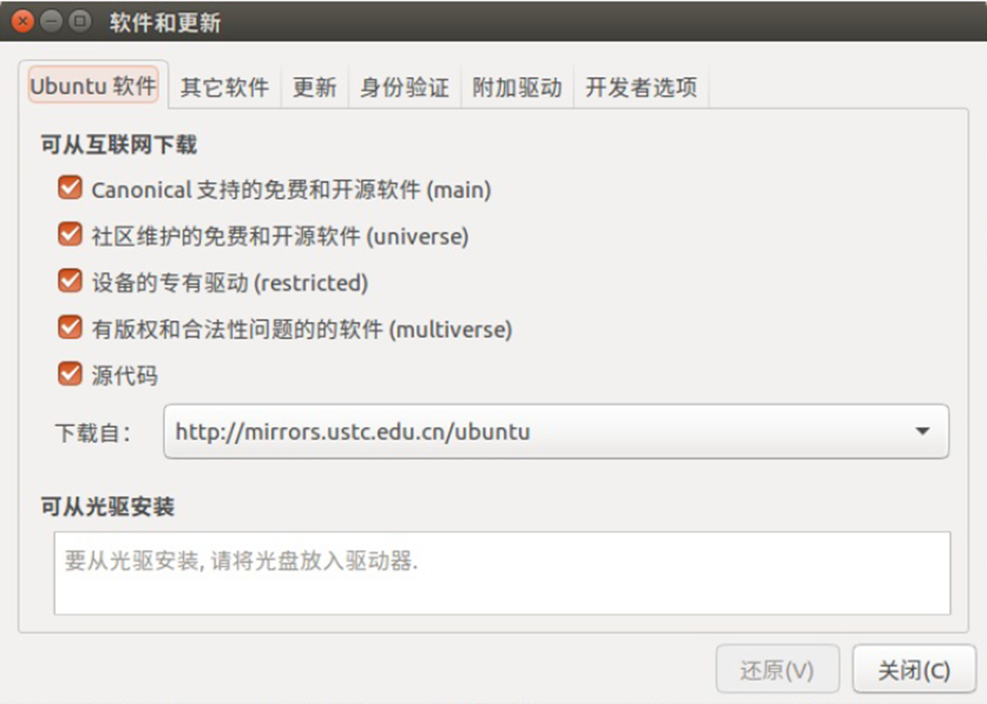 软件和更新
Ubuntu 软件 其它软件 更新 身份验证 附加驱动 开发者选项
可从互联网下载
Canonical 支持的免费和开源软件 (main)
社区维护的免费和开源软件 (universe)
设备的专有驱动 (restricted)
有版权和合法性问题的的软件 (multiverse)
源代码
下载自： http://mirrors.ustc.edu.cn/ubuntu
可从光驱安装
要从光驱安装, 请将光盘放入驱动器.
还原(V) 关闭(C)